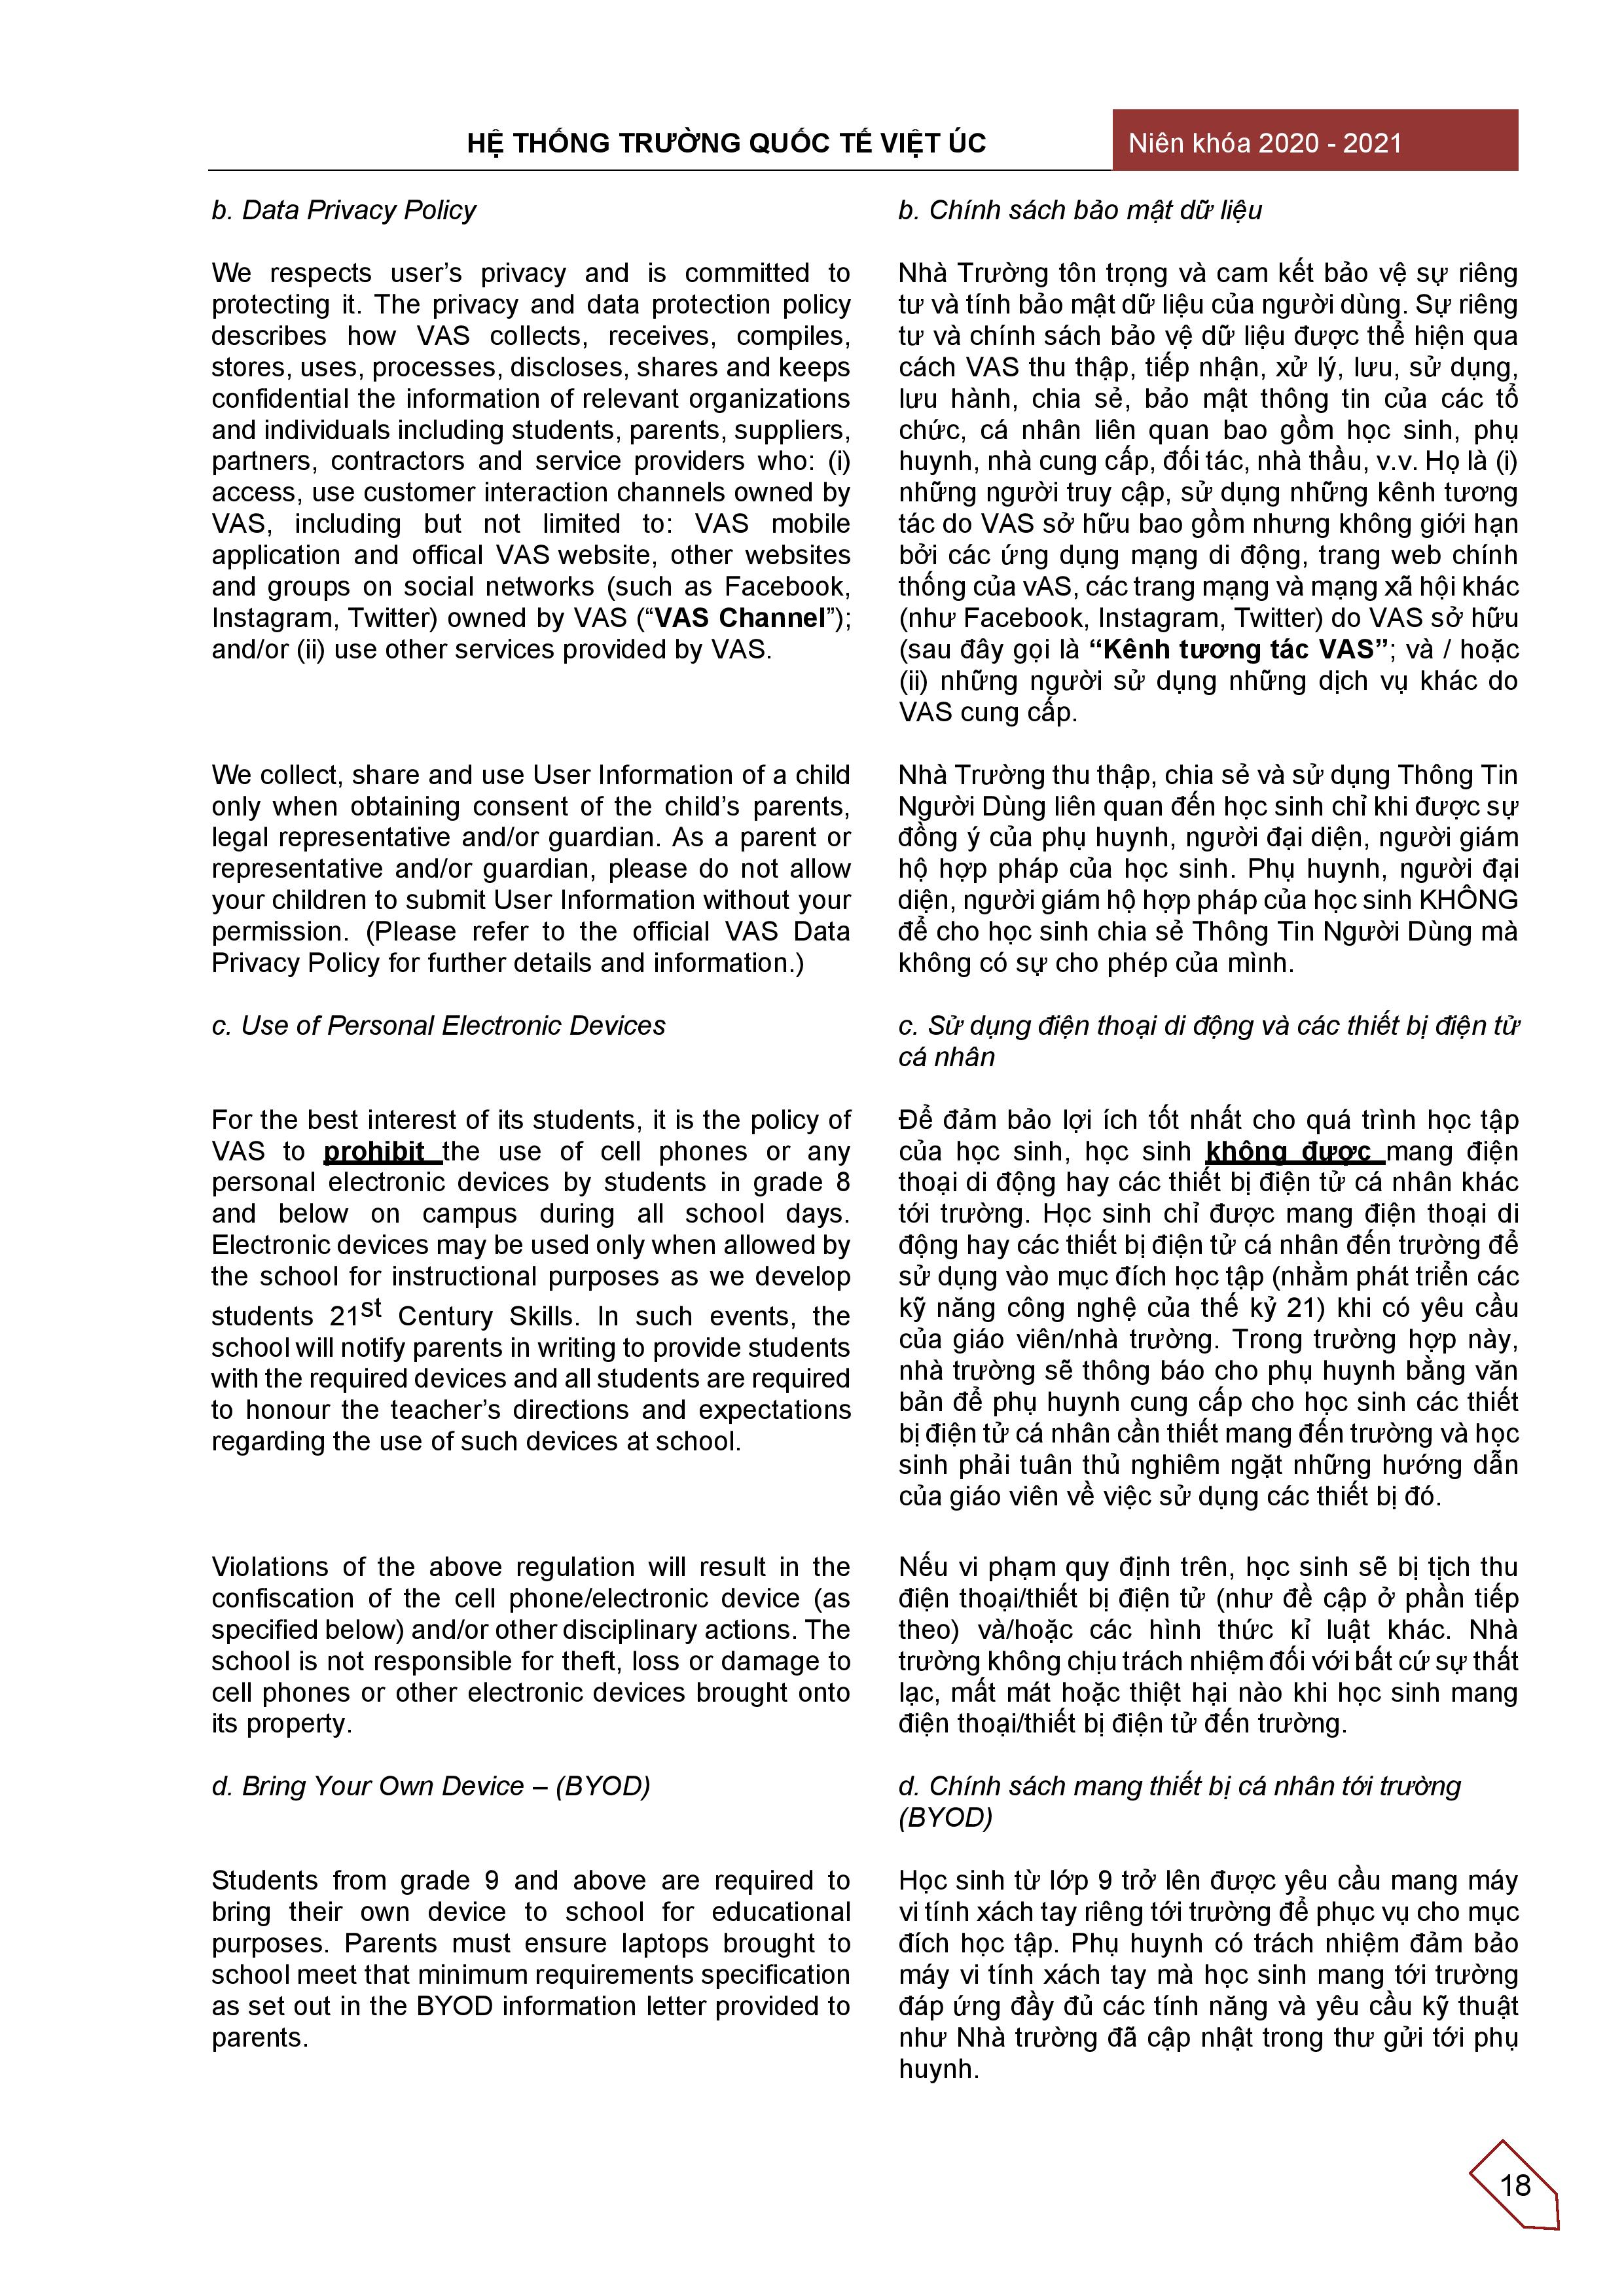 HỆ THỐNG TRƯỜNG QUỐC TẾ VIỆT ÚC
Niên khóa 2020 - 2021
b. Data Privacy Policy
We respects user’s privacy and is committed to
protecting it. The privacy and data protection policy
describes how VAS collects, receives, compiles,
stores, uses, processes, discloses, shares and keeps
confidential the information of relevant organizations
and individuals including students, parents, suppliers,
partners, contractors and service providers who: (i)
access, use customer interaction channels owned by
VAS, including but not limited to: VAS mobile
application and offical VAS website, other websites
and groups on social networks (such as Facebook,
Instagram, Twitter) owned by VAS (“VAS Channel”);
and/or (ii) use other services provided by VAS.
We collect, share and use User Information of a child
only when obtaining consent of the child’s parents,
legal representative and/or guardian. As a parent or
representative and/or guardian, please do not allow
your children to submit User Information without your
permission. (Please refer to the official VAS Data
Privacy Policy for further details and information.)
c. Use of Personal Electronic Devices
For the best interest of its students, it is the policy of
VAS to prohibit the use of cell phones or any
personal electronic devices by students in grade 8
and below on campus during all school days.
Electronic devices may be used only when allowed by
the school for instructional purposes as we develop
students 21st Century Skills. In such events, the
school will notify parents in writing to provide students
with the required devices and all students are required
to honour the teacher’s directions and expectations
regarding the use of such devices at school.
Violations of the above regulation will result in the
confiscation of the cell phone/electronic device (as
specified below) and/or other disciplinary actions. The
school is not responsible for theft, loss or damage to
cell phones or other electronic devices brought onto
its property.
d. Bring Your Own Device – (BYOD)
Students from grade 9 and above are required to
bring their own device to school for educational
purposes. Parents must ensure laptops brought to
school meet that minimum requirements specification
as set out in the BYOD information letter provided to
parents.
b. Chính sách bảo mật dữ liệu
Nhà Trường tôn trọng và cam kết bảo vệ sự riêng
tư và tính bảo mật dữ liệu của người dùng. Sự riêng
tư và chính sách bảo vệ dữ liệu được thể hiện qua
cách VAS thu thập, tiếp nhận, xử lý, lưu, sử dụng,
lưu hành, chia sẻ, bảo mật thông tin của các tổ
chức, cá nhân liên quan bao gồm học sinh, phụ
huynh, nhà cung cấp, đối tác, nhà thầu, v.v. Họ là (i)
những người truy cập, sử dụng những kênh tương
tác do VAS sở hữu bao gồm nhưng không giới hạn
bởi các ứng dụng mạng di động, trang web chính
thống của vAS, các trang mạng và mạng xã hội khác
(như Facebook, Instagram, Twitter) do VAS sở hữu
(sau đây gọi là “Kênh tương tác VAS”; và / hoặc
(ii) những người sử dụng những dịch vụ khác do
VAS cung cấp.
Nhà Trường thu thập, chia sẻ và sử dụng Thông Tin
Người Dùng liên quan đến học sinh chỉ khi được sự
đồng ý của phụ huynh, người đại diện, người giám
hộ hợp pháp của học sinh. Phụ huynh, người đại
diện, người giám hộ hợp pháp của học sinh KHÔNG
để cho học sinh chia sẻ Thông Tin Người Dùng mà
không có sự cho phép của mình.
c. Sử dụng điện thoại di động và các thiết bị điện tử
cá nhân
Để đảm bảo lợi ích tốt nhất cho quá trình học tập
của học sinh, học sinh không được mang điện
thoại di động hay các thiết bị điện tử cá nhân khác
tới trường. Học sinh chỉ được mang điện thoại di
động hay các thiết bị điện tử cá nhân đến trường để
sử dụng vào mục đích học tập (nhằm phát triển các
kỹ năng công nghệ của thế kỷ 21) khi có yêu cầu
của giáo viên/nhà trường. Trong trường hợp này,
nhà trường sẽ thông báo cho phụ huynh bằng văn
bản để phụ huynh cung cấp cho học sinh các thiết
bị điện tử cá nhân cần thiết mang đến trường và học
sinh phải tuân thủ nghiêm ngặt những hướng dẫn
của giáo viên về việc sử dụng các thiết bị đó.
Nếu vi phạm quy định trên, học sinh sẽ bị tịch thu
điện thoại/thiết bị điện tử (như đề cập ở phần tiếp
theo) và/hoặc các hình thức kỉ luật khác. Nhà
trường không chịu trách nhiệm đối với bất cứ sự thất
lạc, mất mát hoặc thiệt hại nào khi học sinh mang
điện thoại/thiết bị điện tử đến trường.
d. Chính sách mang thiết bị cá nhân tới trường
(BYOD)
Học sinh từ lớp 9 trở lên được yêu cầu mang máy
vi tính xách tay riêng tới trường để phục vụ cho mục
đích học tập. Phụ huynh có trách nhiệm đảm bảo
máy vi tính xách tay mà học sinh mang tới trường
đáp ứng đầy đủ các tính năng và yêu cầu kỹ thuật
như Nhà trường đã cập nhật trong thư gửi tới phụ
huynh.
18